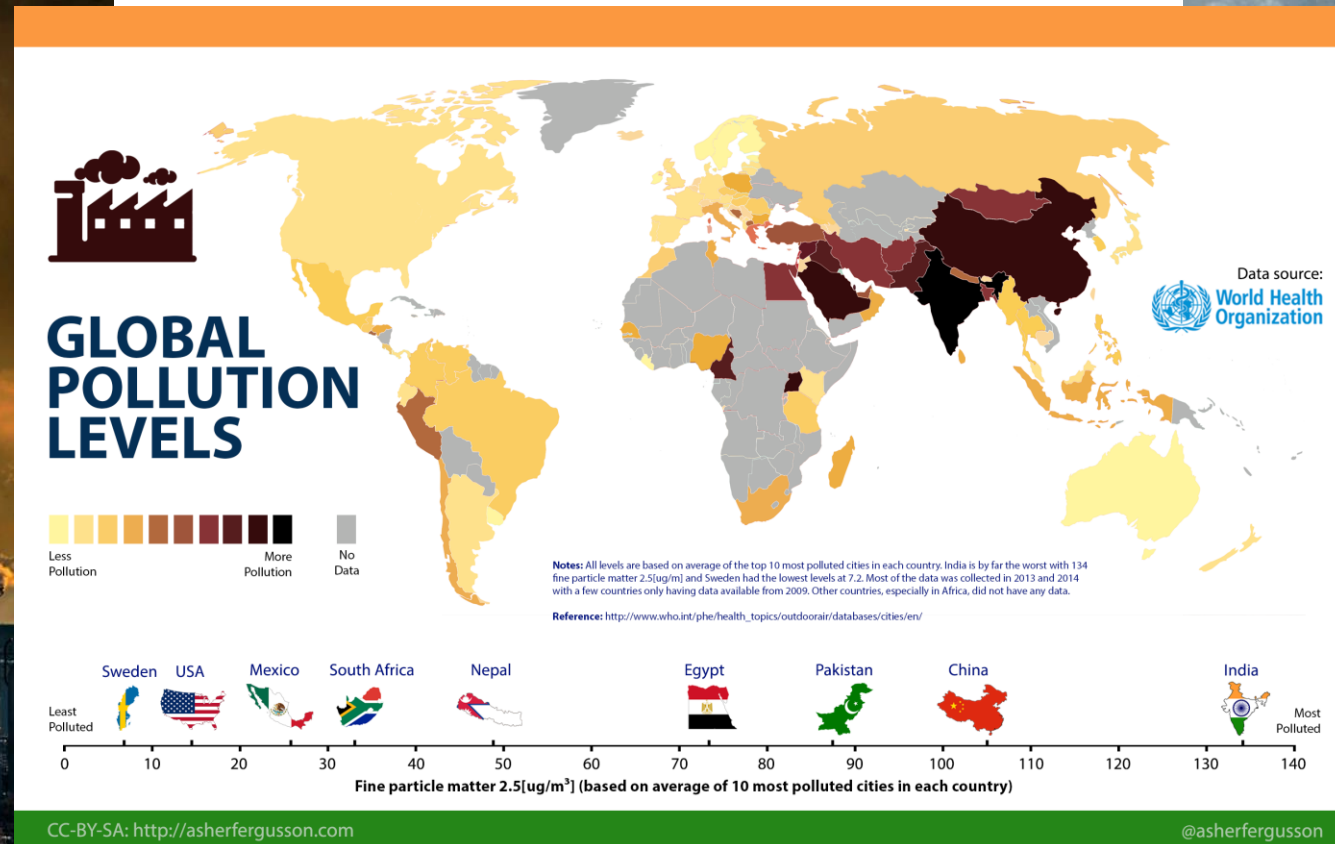 Data source:
World Health
Organization
GLOBAL
POLLUTION
LEVELS
Less
Pollution
More
Pollution
No
Data
Notes: All levels are based on average of the top 10 most polluted cities in each country. India is by far the worst with 134
fine particle matter 2.5[ug/m] and Sweden had the lowest levels at 7.2. Most of the data was collected in 2013 and 2014
with a few countries only having data available from 2009. Other countries, especially in Africa, did not have any data.
Reference: http://www.who.int/phe/health_topics/outdoorair/databases/cities/en/
Sweden USA Mexico South Africa Nepal Egypt Pakistan China India
Least
Polluted
Most
Polluted
0 10 20 30 40 50 60 70 80 90 100 110 120 130 140
Fine particle matter 2.5[ug/m³] (based on average of 10 most polluted cities in each country)
CC-BY-SA: http://asherfergusson.com
@asherfergusson